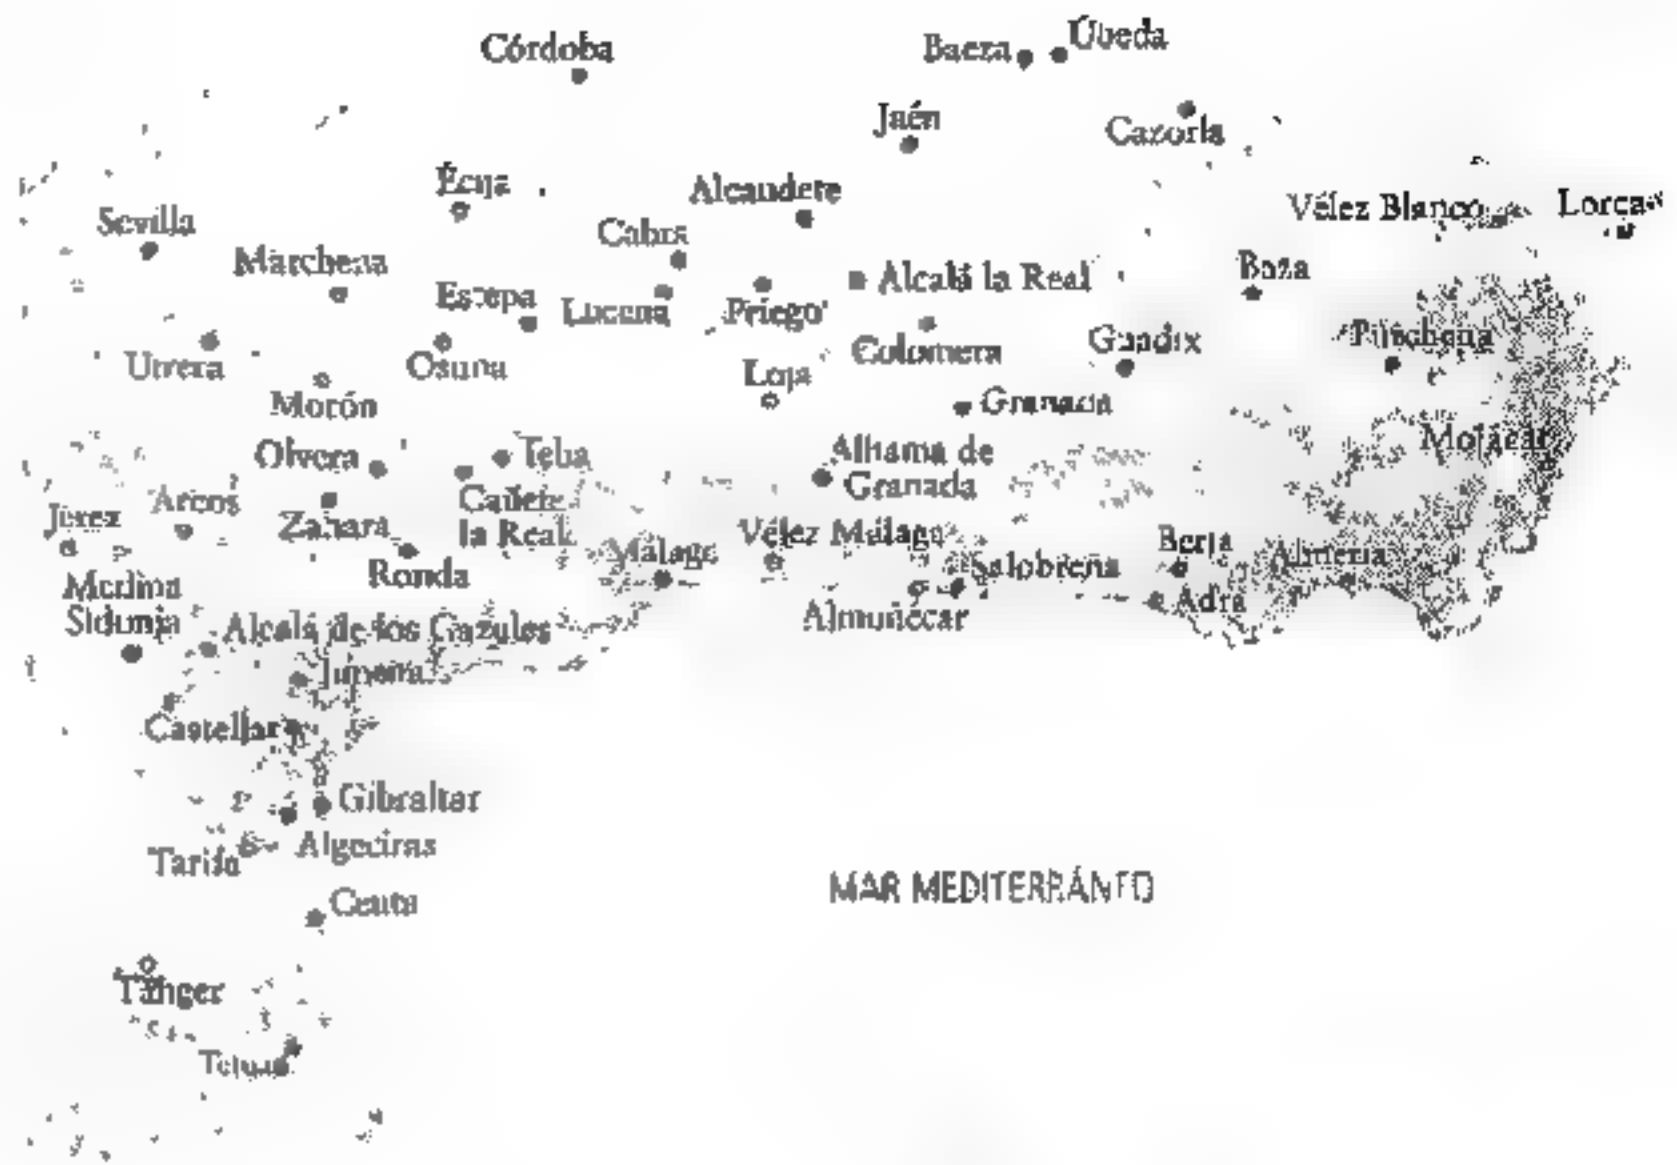 Córdoba
Baeza
Úbeda
Jaén
Cazorla
Écija
Alcaudete
Sevilla
Cabra
Vélez Blanco
Lorca
Marchena
Estepa
Lucena
Priego
Alcalá la Real
Baza
Utrera
Osuna
Colomera
Guadix
Purchena
Morón
Loja
Granada
Olvera
Teba
Alhama de
Granada
Mojácar
Jerez
Arcos
Zahara
Cañete
la Real
Ronda
Málaga
Vélez Málaga
Salobreña
Berja
Almería
Medina
Sidonia
Almuñécar
Adra
Alcalá de los Gazules
Jimena
Castellar
Gibraltar
Algeciras
Tarifa
MAR MEDITERRÁNEO
Ceuta
Tánger
Tetuán